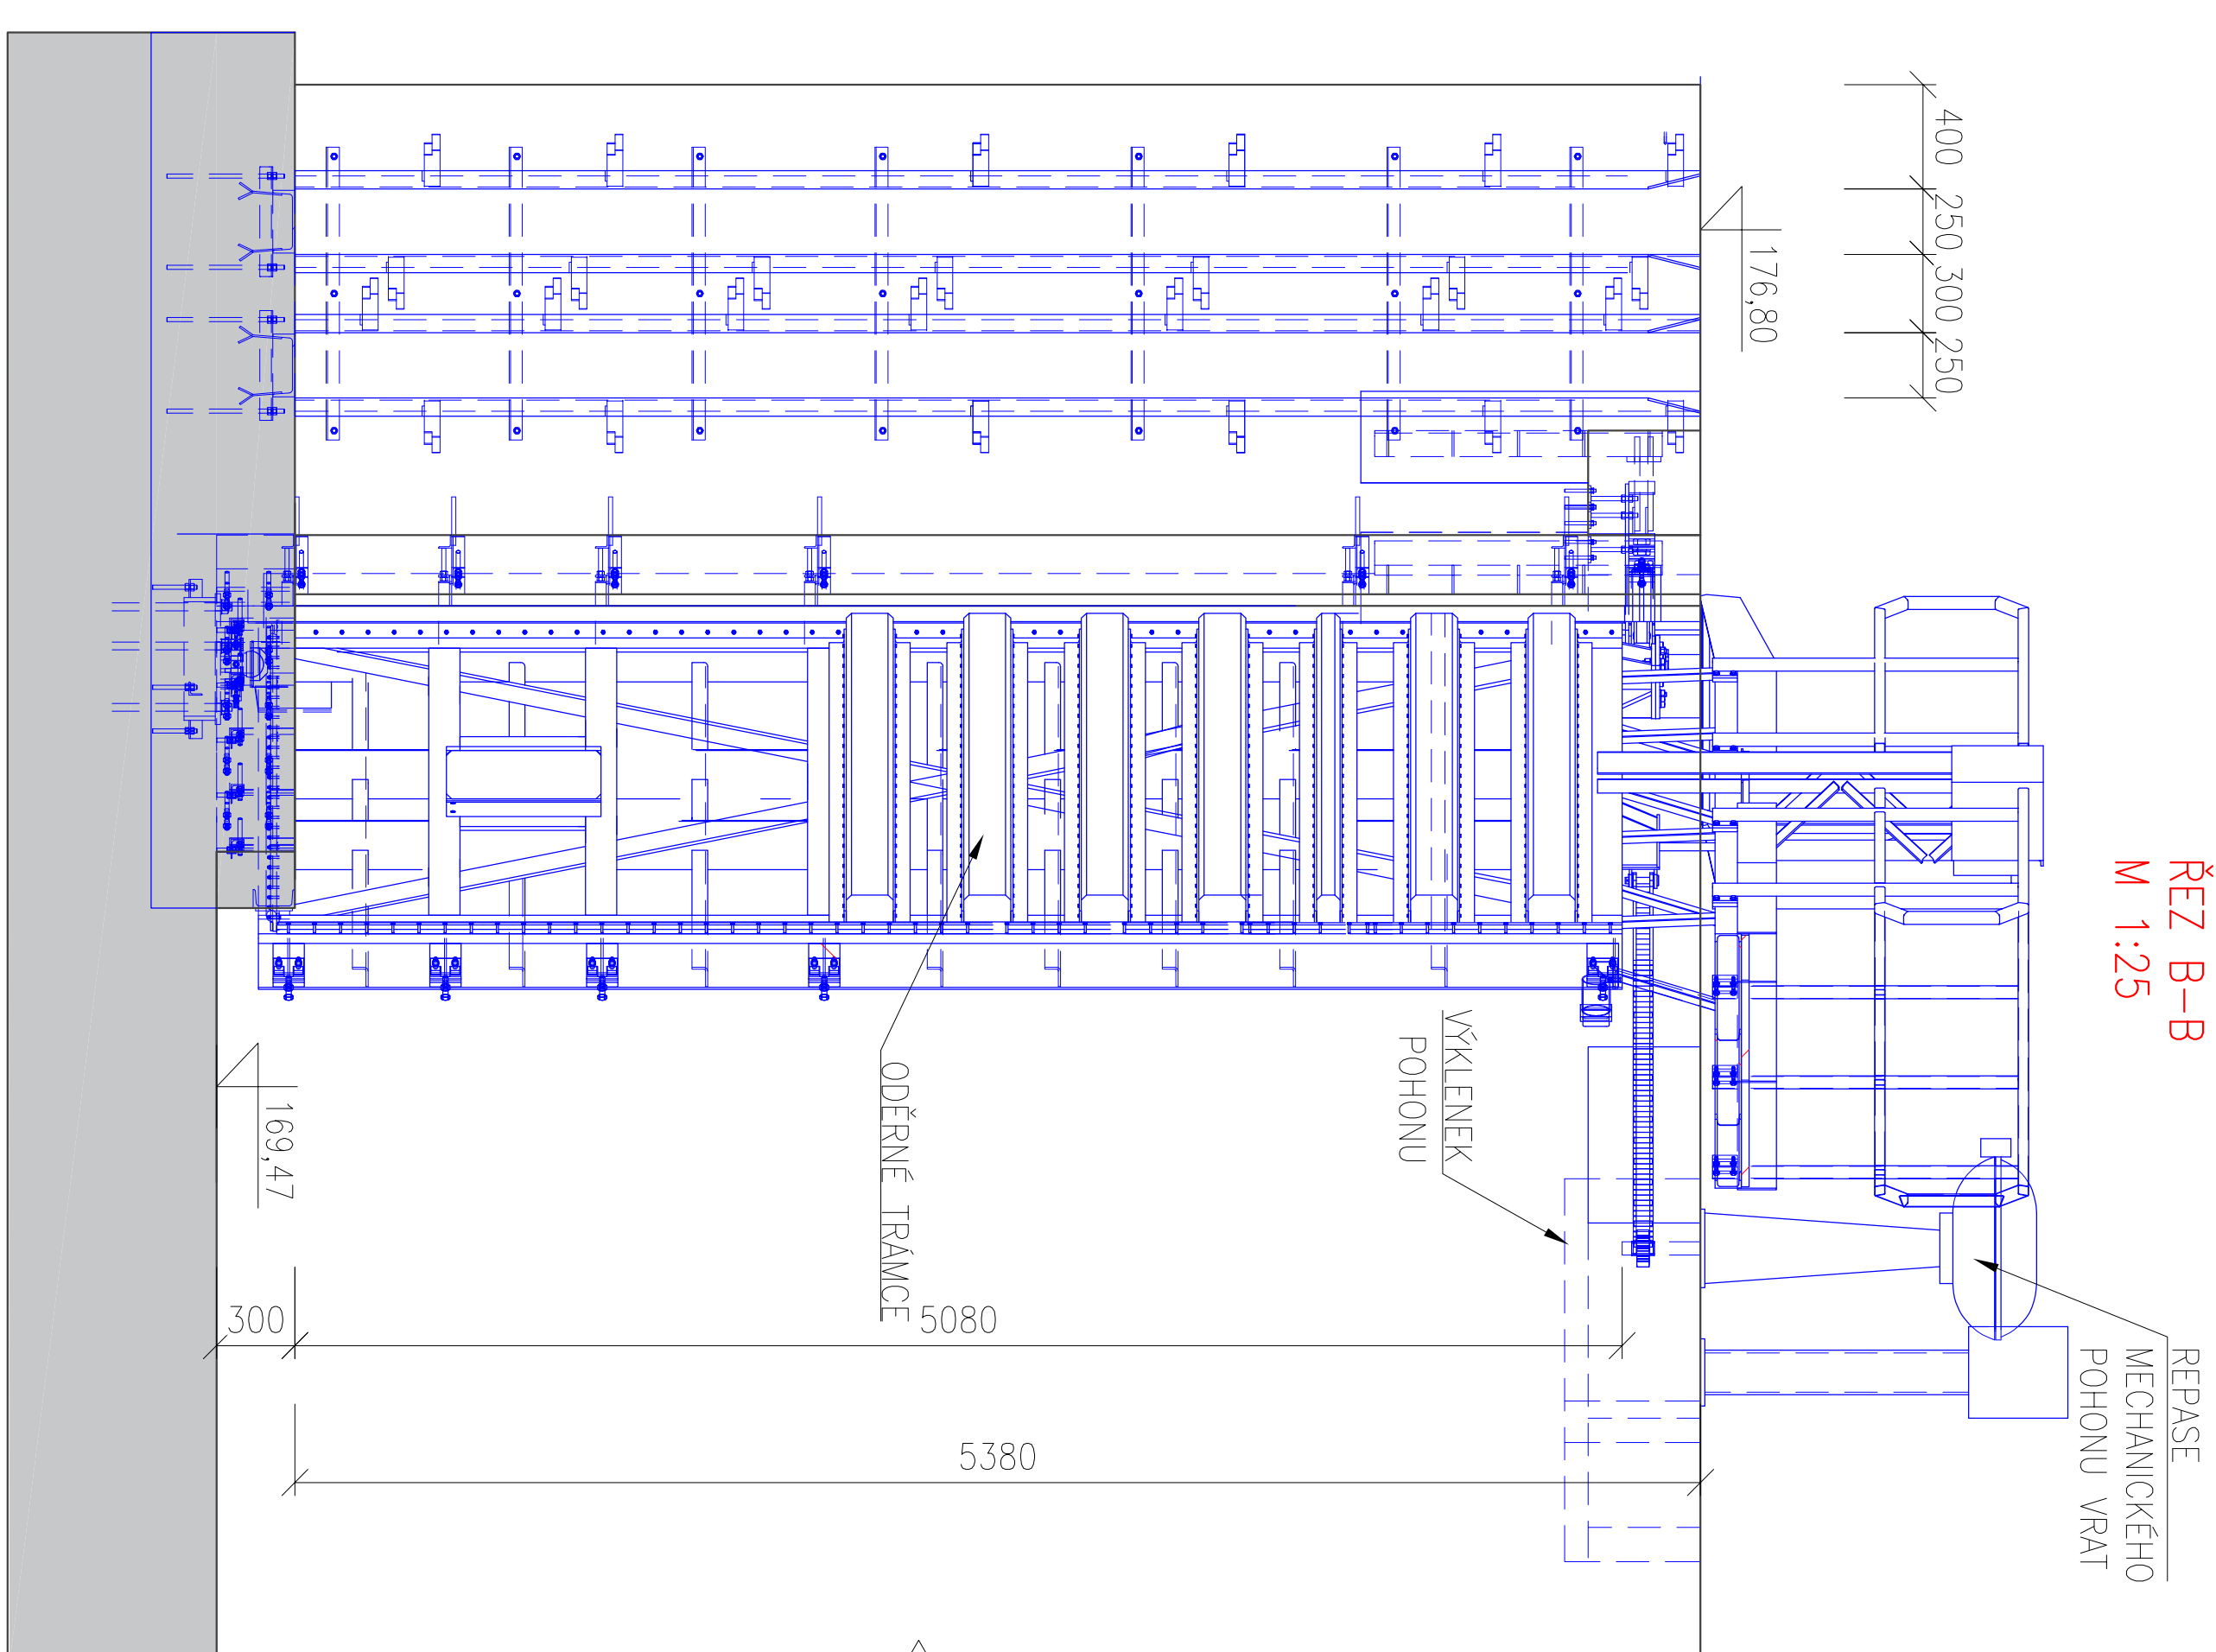 ŘEZ B-B
M 1:25
400
250
300
250
176,80
REPASE
MECHANICKÉHO
POHONU VRAT
VÝKLENEK
POHONU
ODĚRNÉ TRÁMCE
169,47
300
5080
5380